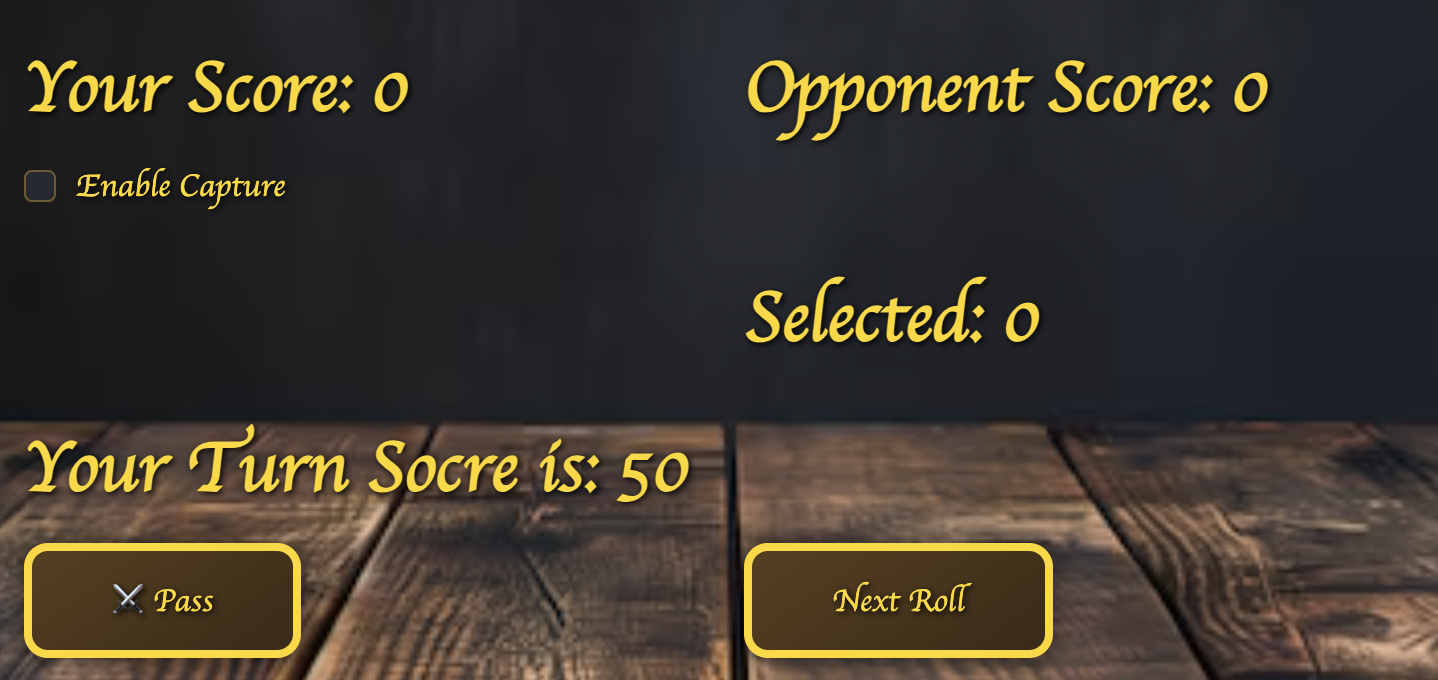 Your Score: 0
Opponent Score: 0
Enable Capture
Selected: 0
Your Turn Socre is: 50
⚔ Pass
Next Roll